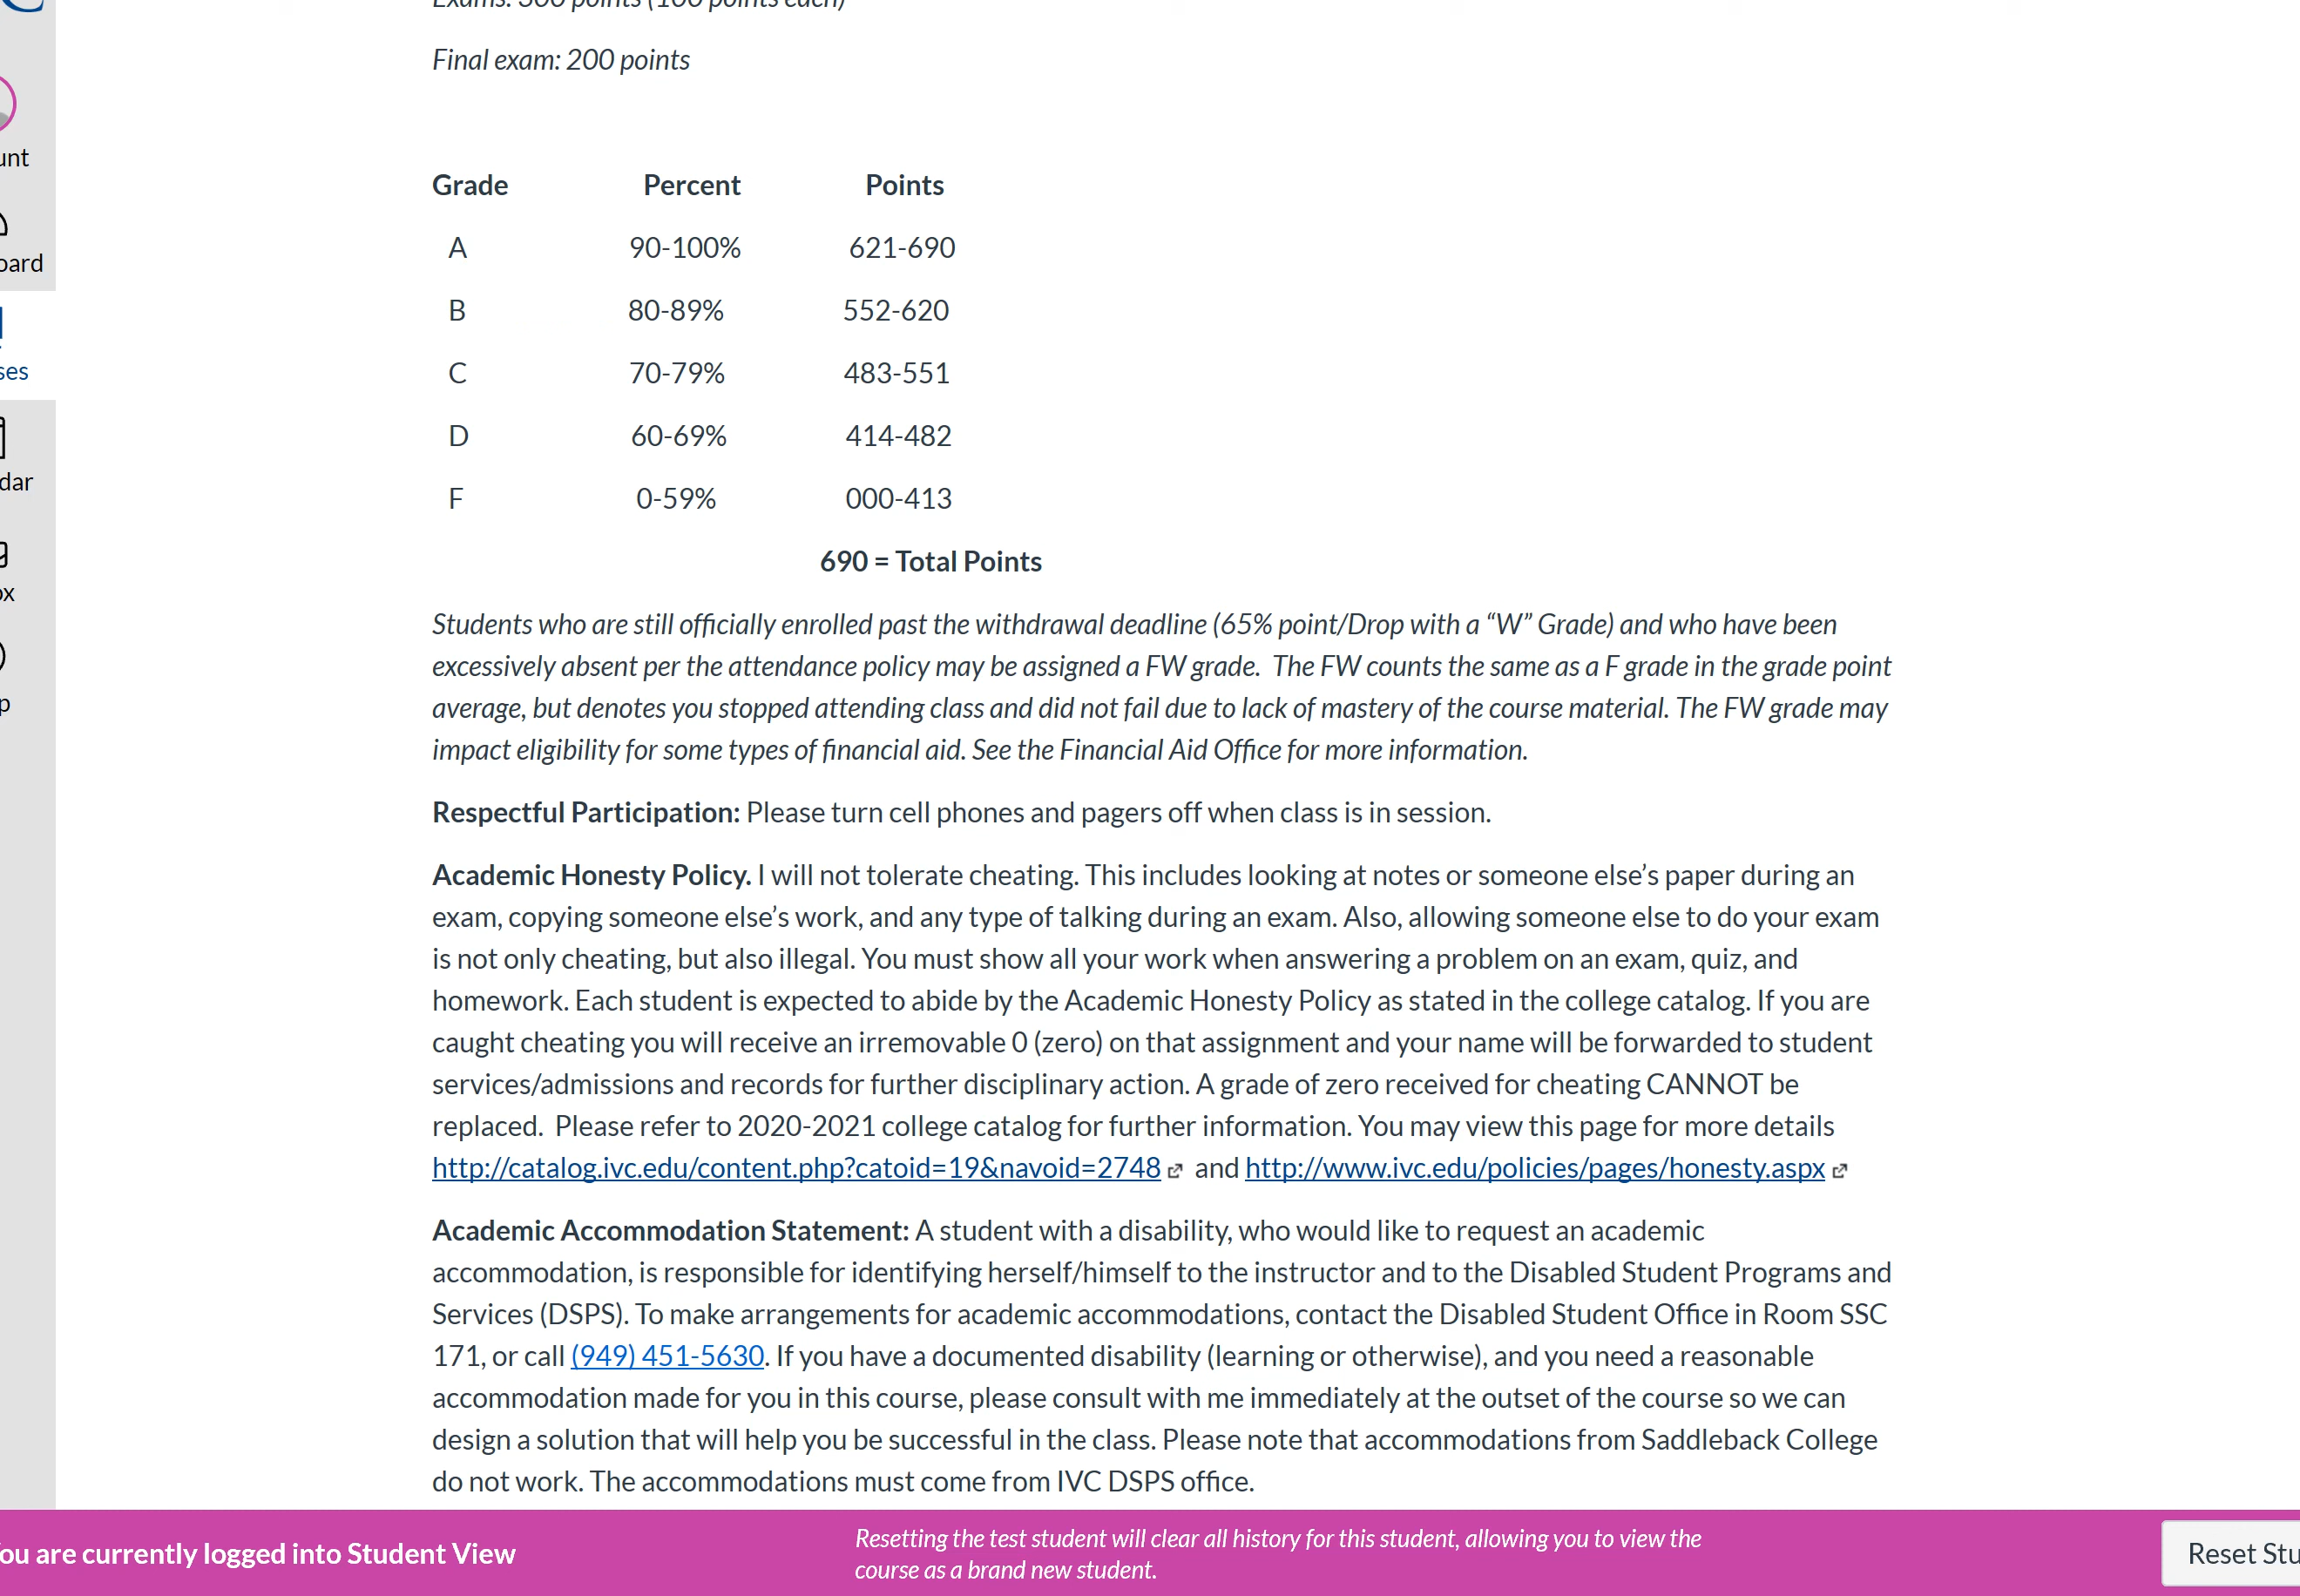 Exams: 300 points (100 points each)
Final exam: 200 points
unt
oard
ses
dar
ox
p
Grade Percent Points
A 90-100% 621-690
B 80-89% 552-620
C 70-79% 483-551
D 60-69% 414-482
F 0-59% 000-413
690 = Total Points
Students who are still officially enrolled past the withdrawal deadline (65% point/Drop with a “W” Grade) and who have been
excessively absent per the attendance policy may be assigned a FW grade.  The FW counts the same as a F grade in the grade point
average, but denotes you stopped attending class and did not fail due to lack of mastery of the course material. The FW grade may
impact eligibility for some types of financial aid. See the Financial Aid Office for more information.
Respectful Participation: Please turn cell phones and pagers off when class is in session.
Academic Honesty Policy. I will not tolerate cheating. This includes looking at notes or someone else’s paper during an
exam, copying someone else’s work, and any type of talking during an exam. Also, allowing someone else to do your exam
is not only cheating, but also illegal. You must show all your work when answering a problem on an exam, quiz, and
homework. Each student is expected to abide by the Academic Honesty Policy as stated in the college catalog. If you are
caught cheating you will receive an irremovable 0 (zero) on that assignment and your name will be forwarded to student
services/admissions and records for further disciplinary action. A grade of zero received for cheating CANNOT be
replaced.  Please refer to 2020-2021 college catalog for further information. You may view this page for more details
http://catalog.ivc.edu/content.php?catoid=19&navoid=2748 and http://www.ivc.edu/policies/pages/honesty.aspx
Academic Accommodation Statement: A student with a disability, who would like to request an academic
accommodation, is responsible for identifying herself/himself to the instructor and to the Disabled Student Programs and
Services (DSPS). To make arrangements for academic accommodations, contact the Disabled Student Office in Room SSC
171, or call (949) 451-5630. If you have a documented disability (learning or otherwise), and you need a reasonable
accommodation made for you in this course, please consult with me immediately at the outset of the course so we can
design a solution that will help you be successful in the class. Please note that accommodations from Saddleback College
do not work. The accommodations must come from IVC DSPS office.
ou are currently logged into Student View
Resetting the test student will clear all history for this student, allowing you to view the
course as a brand new student.
Reset Stu